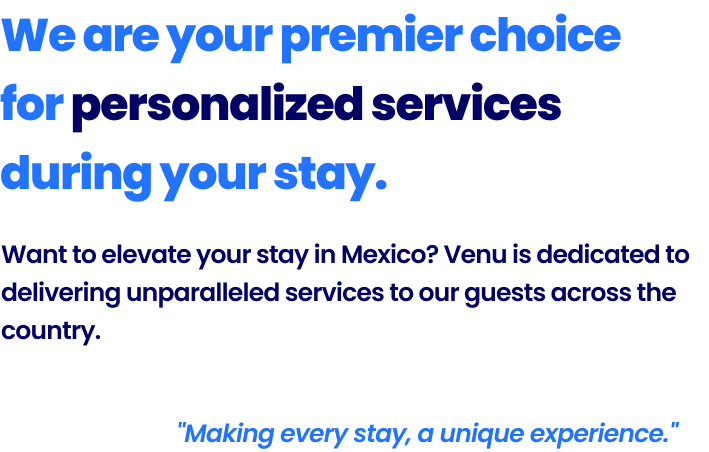 We are your premier choice
for personalized services
during your stay.
Want to elevate your stay in Mexico? Venu is dedicated to
delivering unparalleled services to our guests across the
country.
"Making every stay, a unique experience."